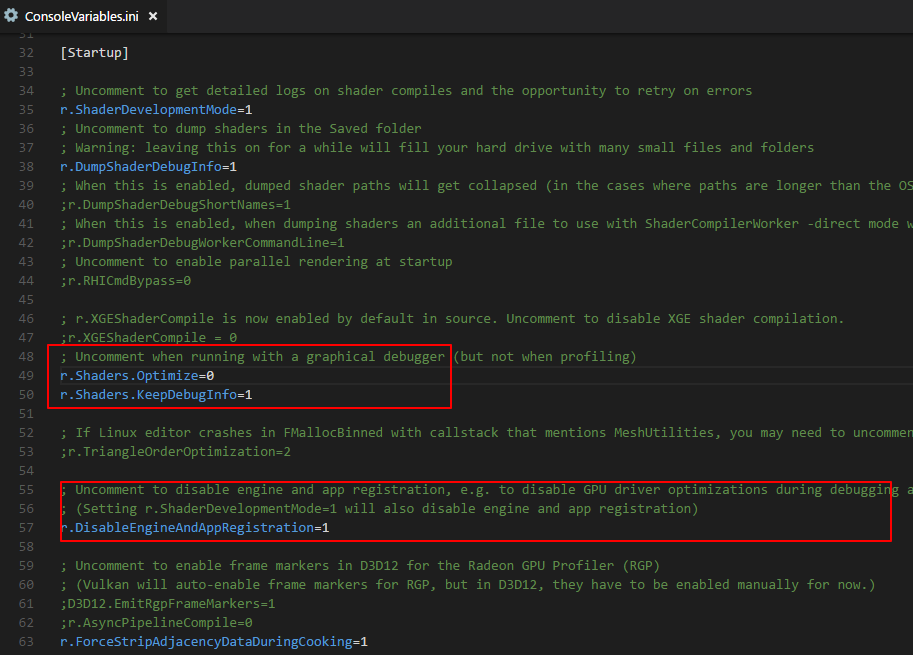 ConsoleVariables.ini ×
31
32 [Startup]
33
34 ; Uncomment to get detailed logs on shader compiles and the opportunity to retry on errors
35 r.ShaderDevelopmentMode=1
36 ; Uncomment to dump shaders in the Saved folder
37 ; Warning: leaving this on for a while will fill your hard drive with many small files and folders
38 r.DumpShaderDebugInfo=1
39 ; When this is enabled, dumped shader paths will get collapsed (in the cases where paths are longer than the OS
40 ;r.DumpShaderDebugShortNames=1
41 ; When this is enabled, when dumping shaders an additional file to use with ShaderCompilerWorker -direct mode w
42 ;r.DumpShaderDebugWorkerCommandLine=1
43 ; Uncomment to enable parallel rendering at startup
44 ;r.RHICmdBypass=0
45
46 ; r.XGEShaderCompile is now enabled by default in source. Uncomment to disable XGE shader compilation.
47 ;r.XGEShaderCompile = 0
48 ; Uncomment when running with a graphical debugger (but not when profiling)
49 r.Shaders.Optimize=0
50 r.Shaders.KeepDebugInfo=1
51
52 ; If Linux editor crashes in FMallocBinned with callstack that mentions MeshUtilities, you may need to uncommen
53 ;r.TriangleOrderOptimization=2
54
55 ; Uncomment to disable engine and app registration, e.g. to disable GPU driver optimizations during debugging a
56 ; (Setting r.ShaderDevelopmentMode=1 will also disable engine and app registration)
57 r.DisableEngineAndAppRegistration=1
58
59 ; Uncomment to enable frame markers in D3D12 for the Radeon GPU Profiler (RGP)
60 ; (Vulkan will auto-enable frame markers for RGP, but in D3D12, they have to be enabled manually for now.)
61 ;D3D12.EmitRgpFrameMarkers=1
62 ;r.AsyncPipelineCompile=0
63 r.ForceStripAdjacencyDataDuringCooking=1